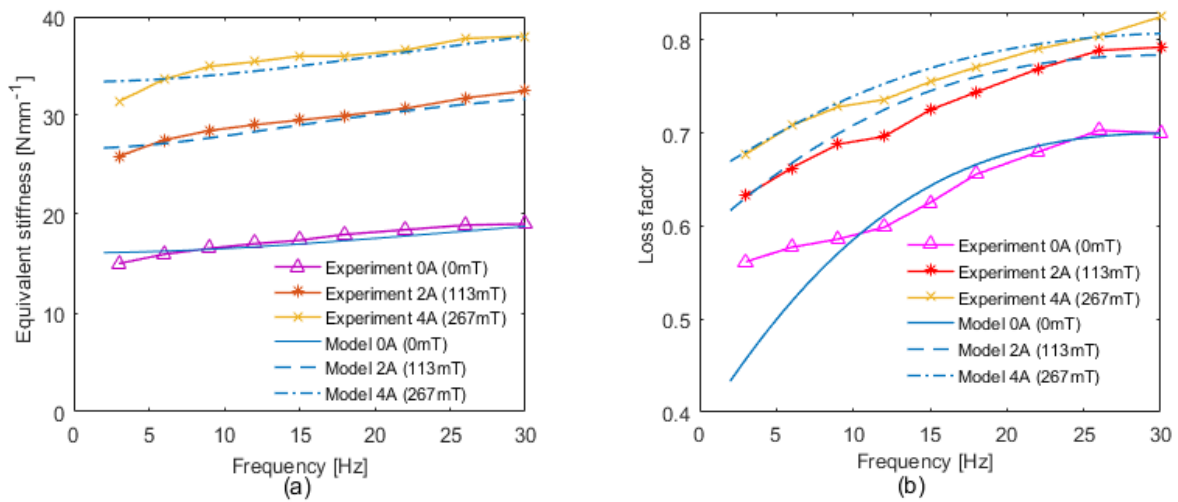 40
30
20
10
0
Equivalent stiffness [Nmm⁻¹]
Experiment 0A (0mT)
Experiment 2A (113mT)
Experiment 4A (267mT)
Model 0A (0mT)
Model 2A (113mT)
Model 4A (267mT)
0 5 10 15 20 25 30
Frequency [Hz]
(a)
0.8
0.7
0.6
0.5
0.4
Loss factor
Experiment 0A (0mT)
Experiment 2A (113mT)
Experiment 4A (267mT)
Model 0A (0mT)
Model 2A (113mT)
Model 4A (267mT)
0 5 10 15 20 25 30
Frequency [Hz]
(b)